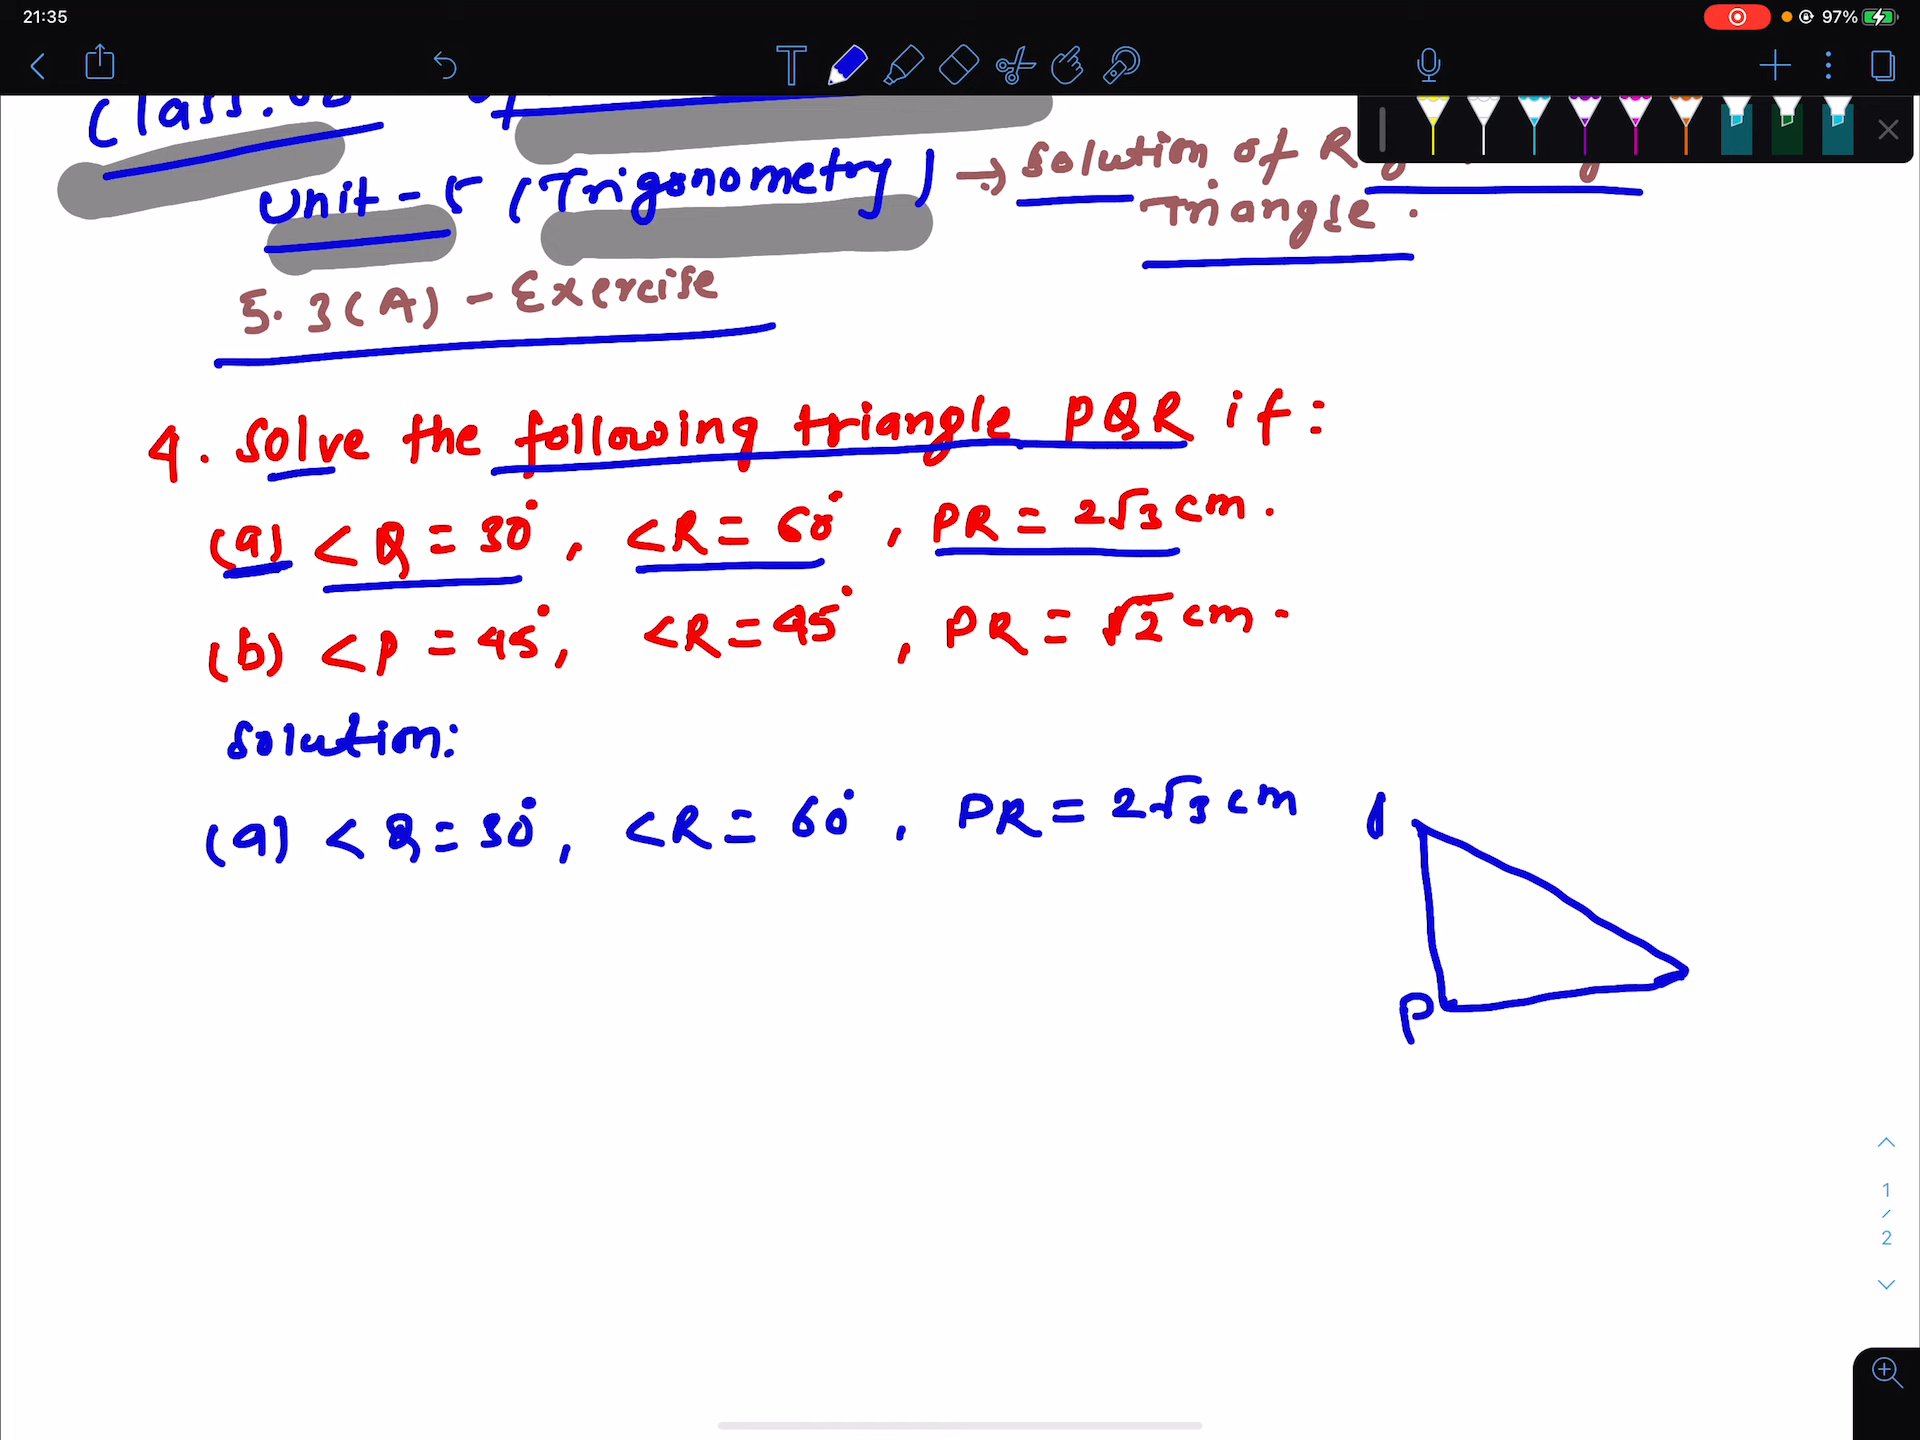 21:35
97%
Class:
Unit - 5 (Trigonometry) → Solution of
Triangle.
5.3(A) - Exercise
4. Solve the following triangle PQR if:
(a) <Q = 30°, <R = 60°, PR = 2√3 cm.
(b) <P = 45°, <R = 45°, PR = √2 cm.
Solution:
(a) <Q = 30°, <R = 60°, PR = 2√3 cm
P
1
/
2